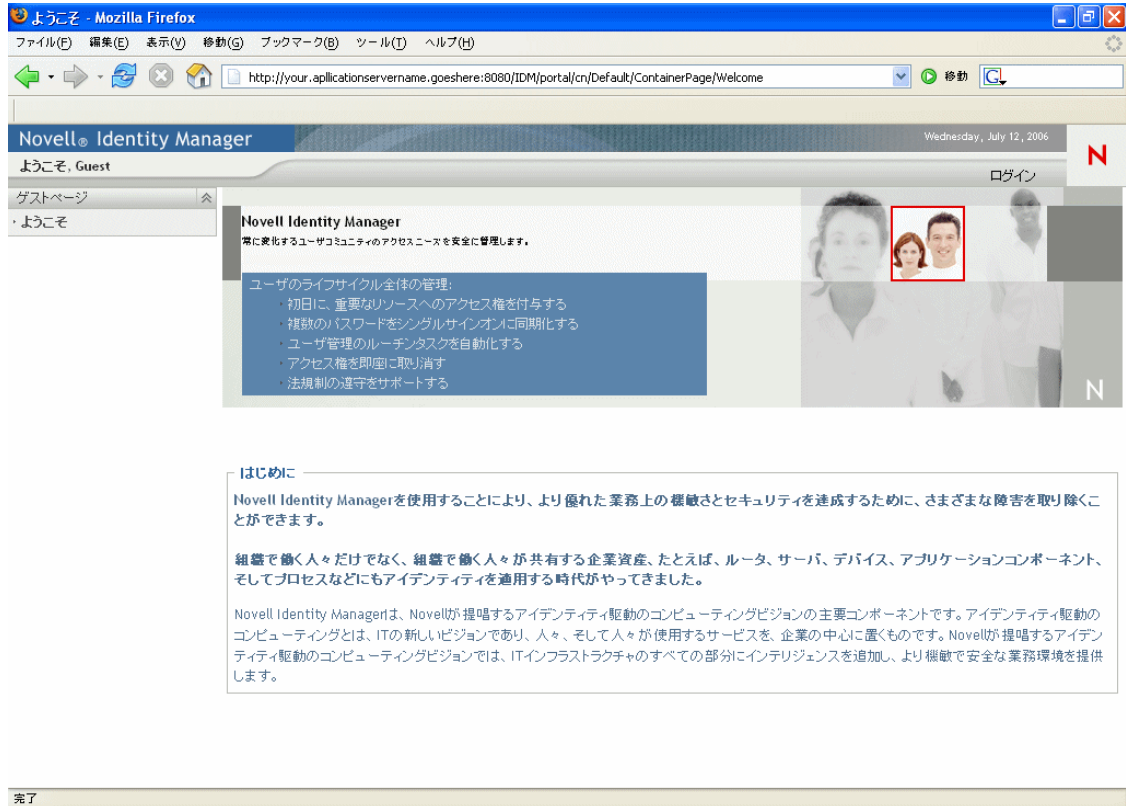 ようこそ - Mozilla Firefox
ファイル(F) 編集(E) 表示(V) 移動(G) ブックマーク(B) ツール(T) ヘルプ(H)
http://your.apllicationservername.goeshere:8080/IDM/portal/cn/Default/ContainerPage/Welcome
移動
G
Novell® Identity Manager
Wednesday, July 12, 2006
N
ようこそ, Guest
ログイン
ゲストページ
・ようこそ
Novell Identity Manager
常に変化するユーザコミュニティのアクセスニーズを安全に管理します。
ユーザのライフサイクル全体の管理:
・初日に、重要なリソースへのアクセス権を付与する
・複数のパスワードをシングルサインオンに同期化する
・ユーザ管理のルーチンタスクを自動化する
・アクセス権を即座に取り消す
・法規制の遵守をサポートする
N
はじめに
Novell Identity Managerを使用することにより、より優れた業務上の機敏さとセキュリティを達成するために、さまざまな障害を取り除くこ
とができます。
組織で働く人々だけでなく、組織で働く人々が共有する企業資産、たとえば、ルータ、サーバ、デバイス、アプリケーションコンポーネント、
そしてプロセスなどにもアイデンティティを適用する時代がやってきました。
Novell Identity Managerは、Novellが提唱するアイデンティティ駆動のコンピューティングビジョンの主要コンポーネントです。アイデンティティ駆動の
コンピューティングとは、ITの新しいビジョンであり、人々、そして人々が使用するサービスを、企業の中心に置くものです。Novellが提唱するアイデン
ティティ駆動のコンピューティングビジョンでは、ITインフラストラクチャのすべての部分にインテリジェンスを追加し、より機敏で安全な業務環境を提供
します。
完了